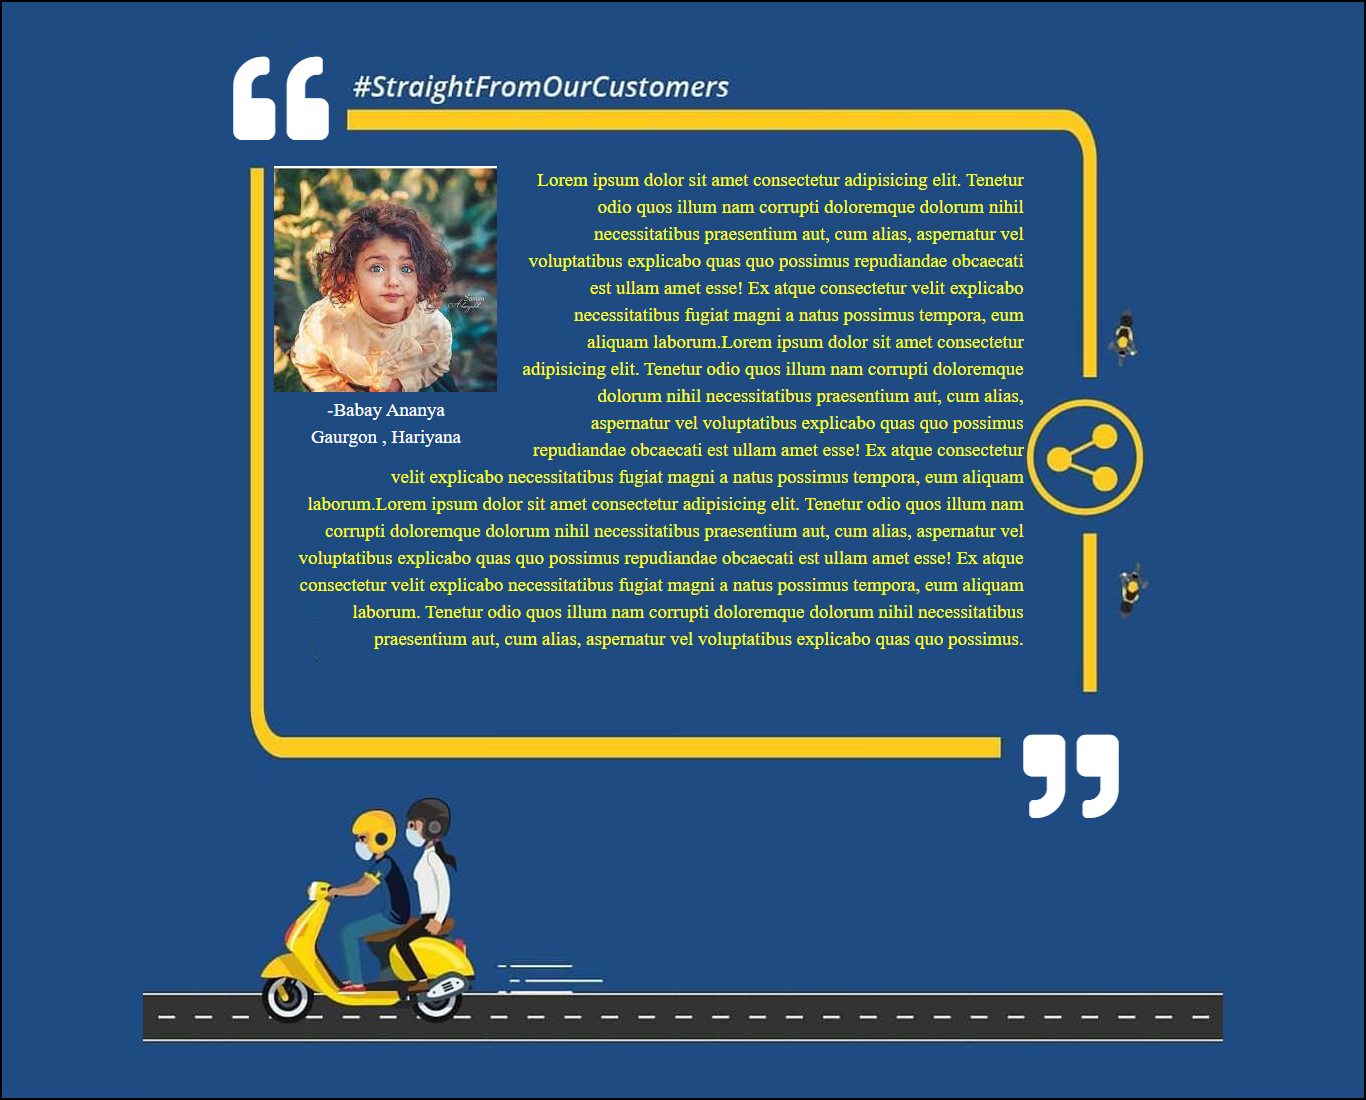 #StraightFromOurCustomers
Lorem ipsum dolor sit amet consectetur adipisicing elit. Tenetur
odio quos illum nam corrupti doloremque dolorum nihil
necessitatibus praesentium aut, cum alias, aspernatur vel
voluptatibus explicabo quas quo possimus repudiandae obcaecati
est ullam amet esse! Ex atque consectetur velit explicabo
necessitatibus fugiat magni a natus possimus tempora, eum
aliquam laborum.Lorem ipsum dolor sit amet consectetur
adipisicing elit. Tenetur odio quos illum nam corrupti doloremque
dolorum nihil necessitatibus praesentium aut, cum alias,
aspernatur vel voluptatibus explicabo quas quo possimus
repudiandae obcaecati est ullam amet esse! Ex atque consectetur
velit explicabo necessitatibus fugiat magni a natus possimus tempora, eum aliquam
laborum.Lorem ipsum dolor sit amet consectetur adipisicing elit. Tenetur odio quos illum nam
corrupti doloremque dolorum nihil necessitatibus praesentium aut, cum alias, aspernatur vel
voluptatibus explicabo quas quo possimus repudiandae obcaecati est ullam amet esse! Ex atque
consectetur velit explicabo necessitatibus fugiat magni a natus possimus tempora, eum aliquam
laborum. Tenetur odio quos illum nam corrupti doloremque dolorum nihil necessitatibus
praesentium aut, cum alias, aspernatur vel voluptatibus explicabo quas quo possimus.
-Babay Ananya
Gaurgon , Hariyana